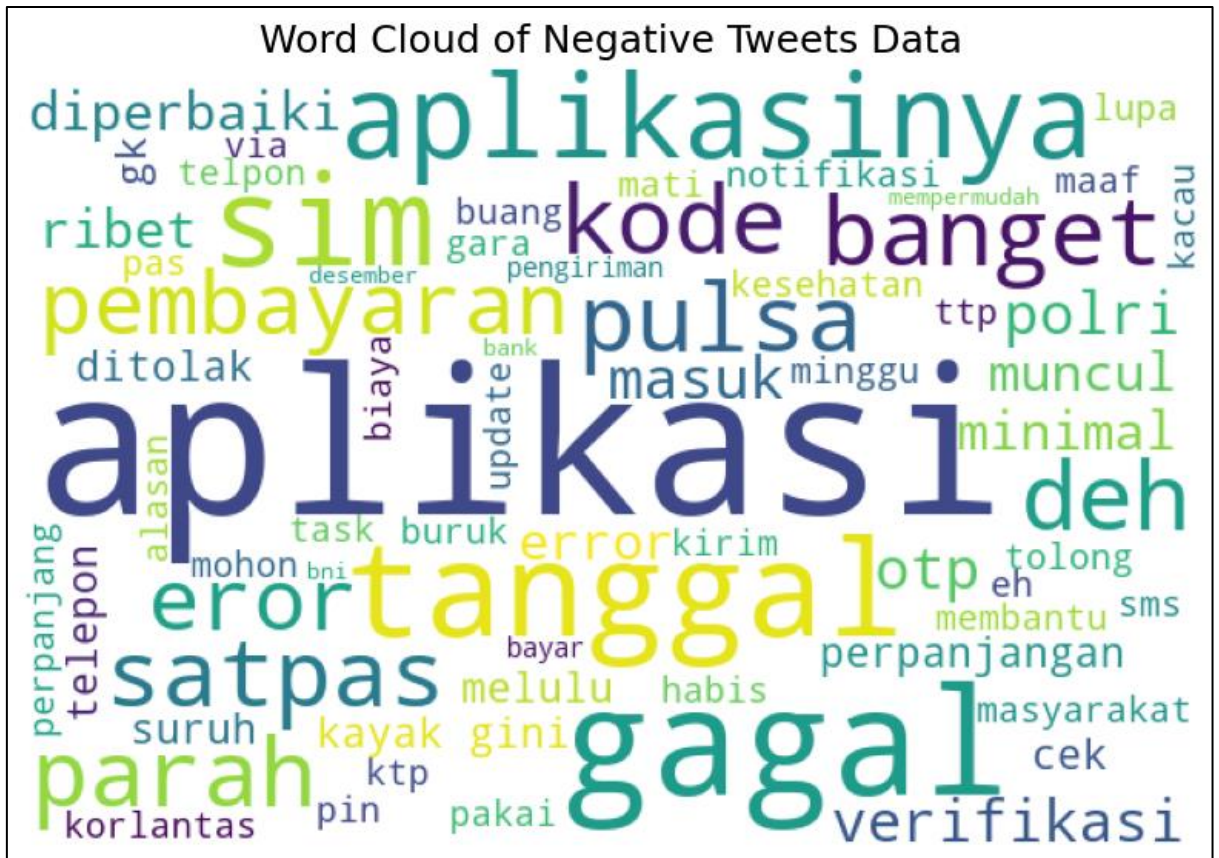 Word Cloud of Negative Tweets Data
diperbaiki aplikasinya lupa
gk via telpon mati notifikasi maaf kacau
ribet sim buang kode mempermudah banget
gara
pas desember pengiriman kesehatan
pembayaran pulsa ttp polri
ditolak biaya bank masuk minggu muncul
aplikasi update minimal
alasan deh
perpanjang task buruk error kirim tolong
telepon mohon bni tanggal otp eh
eror membantu sms
satpas bayar perpanjangan
melulu habis
suruh kayak gini gagal masyarakat
parah ktp cek
korlantas pin pakai verifikasi